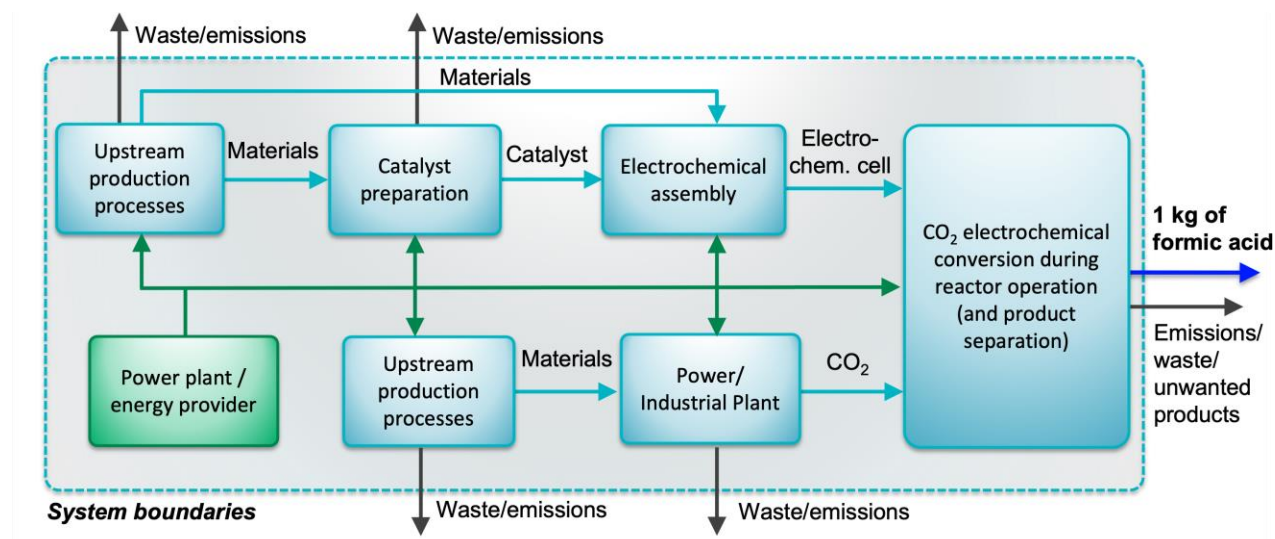 Waste/emissions
Waste/emissions
Materials
Upstream
production
processes
Materials
Catalyst
preparation
Catalyst
Electrochemical
assembly
Electro-
chem. cell
CO₂ electrochemical
conversion during
reactor operation
(and product
separation)
1 kg of
formic acid
Emissions/
waste/
unwanted
products
Power plant /
energy provider
Upstream
production
processes
Materials
Power/
Industrial Plant
CO₂
System boundaries
Waste/emissions
Waste/emissions